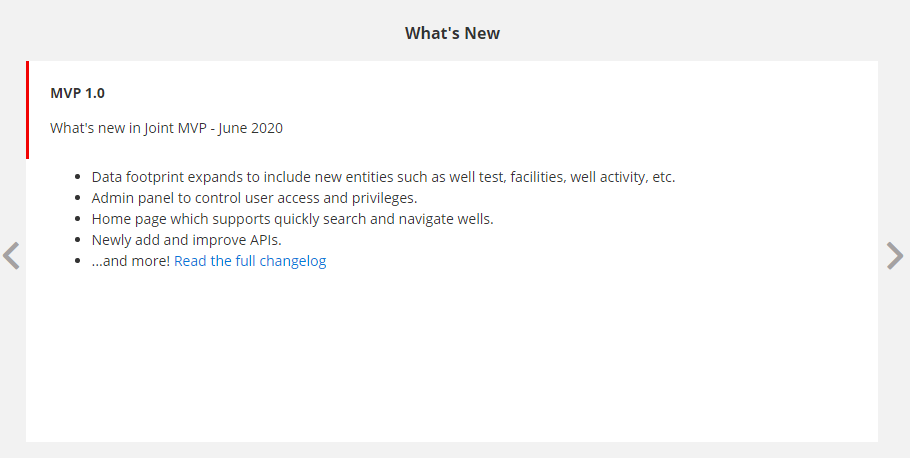 What's New
MVP 1.0
What's new in Joint MVP - June 2020
Data footprint expands to include new entities such as well test, facilities, well activity, etc.
Admin panel to control user access and privileges.
Home page which supports quickly search and navigate wells.
Newly add and improve APIs.
...and more! Read the full changelog